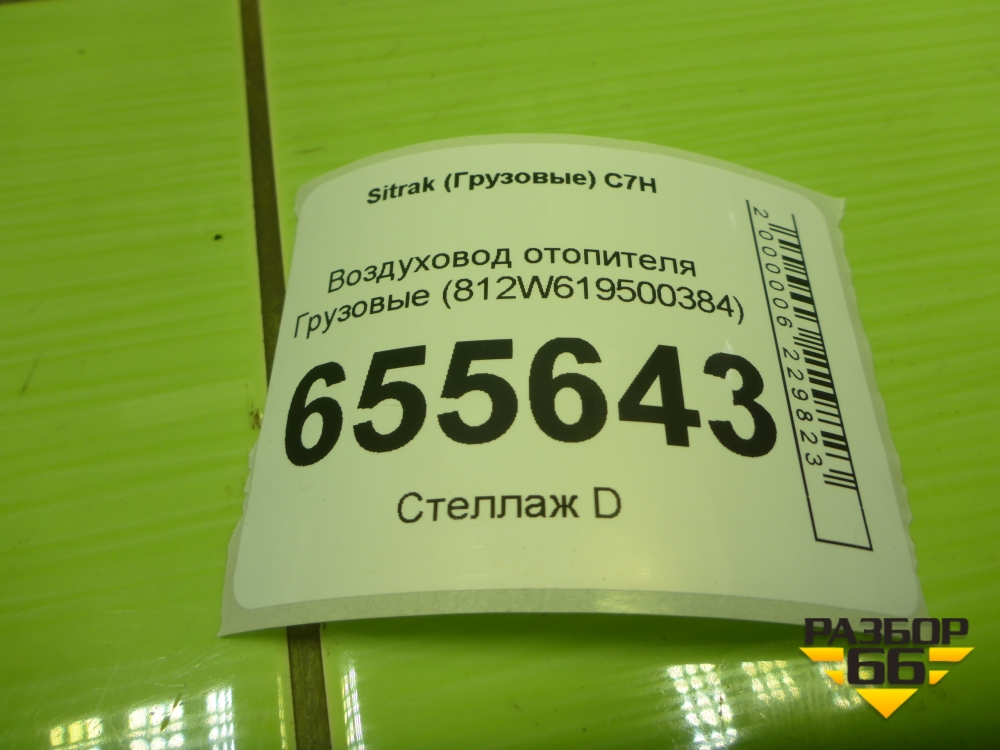 Sitrak (Грузовые) C7H
Воздуховод отопителя
Грузовые (812W619500384)
655643
Стеллаж D
2000006229823
РАЗБОР
66